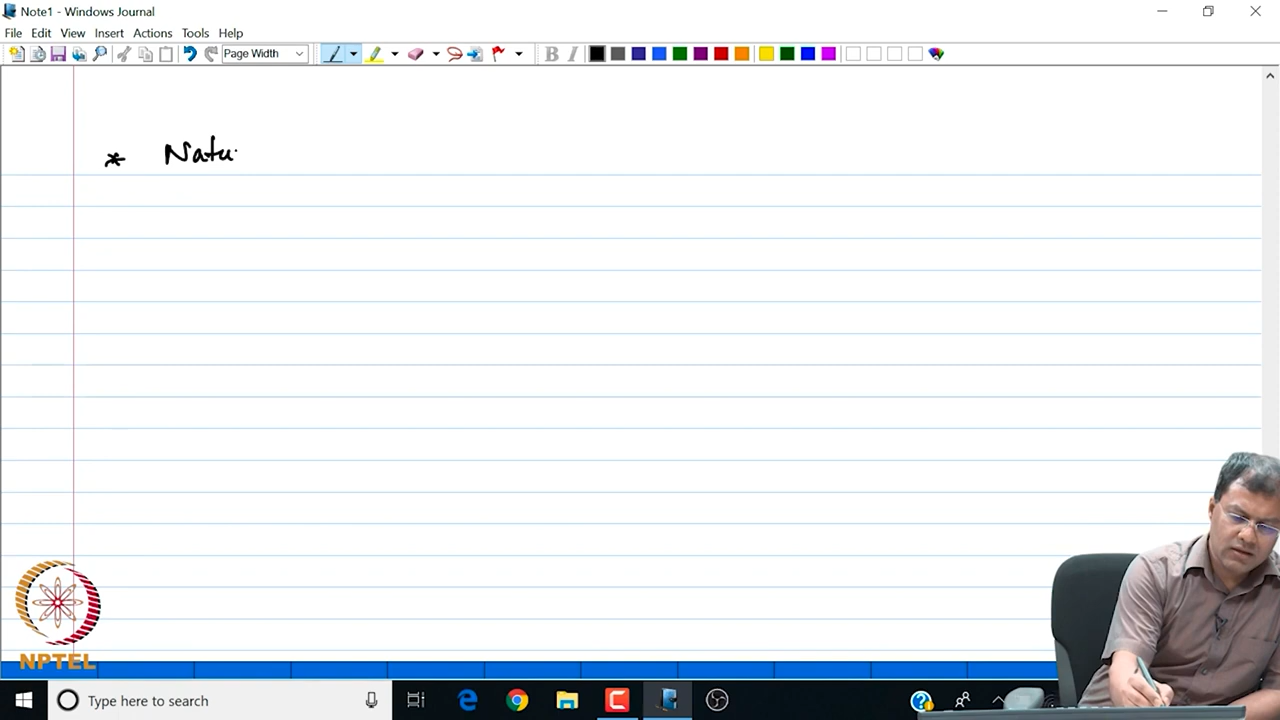 Note1 - Windows Journal
File Edit View Insert Actions Tools Help
Page Width
B I
* Natu
NPTEL
Type here to search